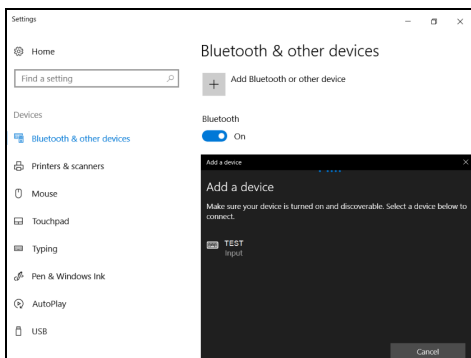 Settings
Home
Find a setting
Devices
Bluetooth & other devices
Printers & scanners
Mouse
Touchpad
Typing
Pen & Windows Ink
AutoPlay
USB
Bluetooth & other devices
Add Bluetooth or other device
Bluetooth
On
Add a device
Add a device
Make sure your device is turned on and discoverable. Select a device below to
connect.
TEST
Input
Cancel